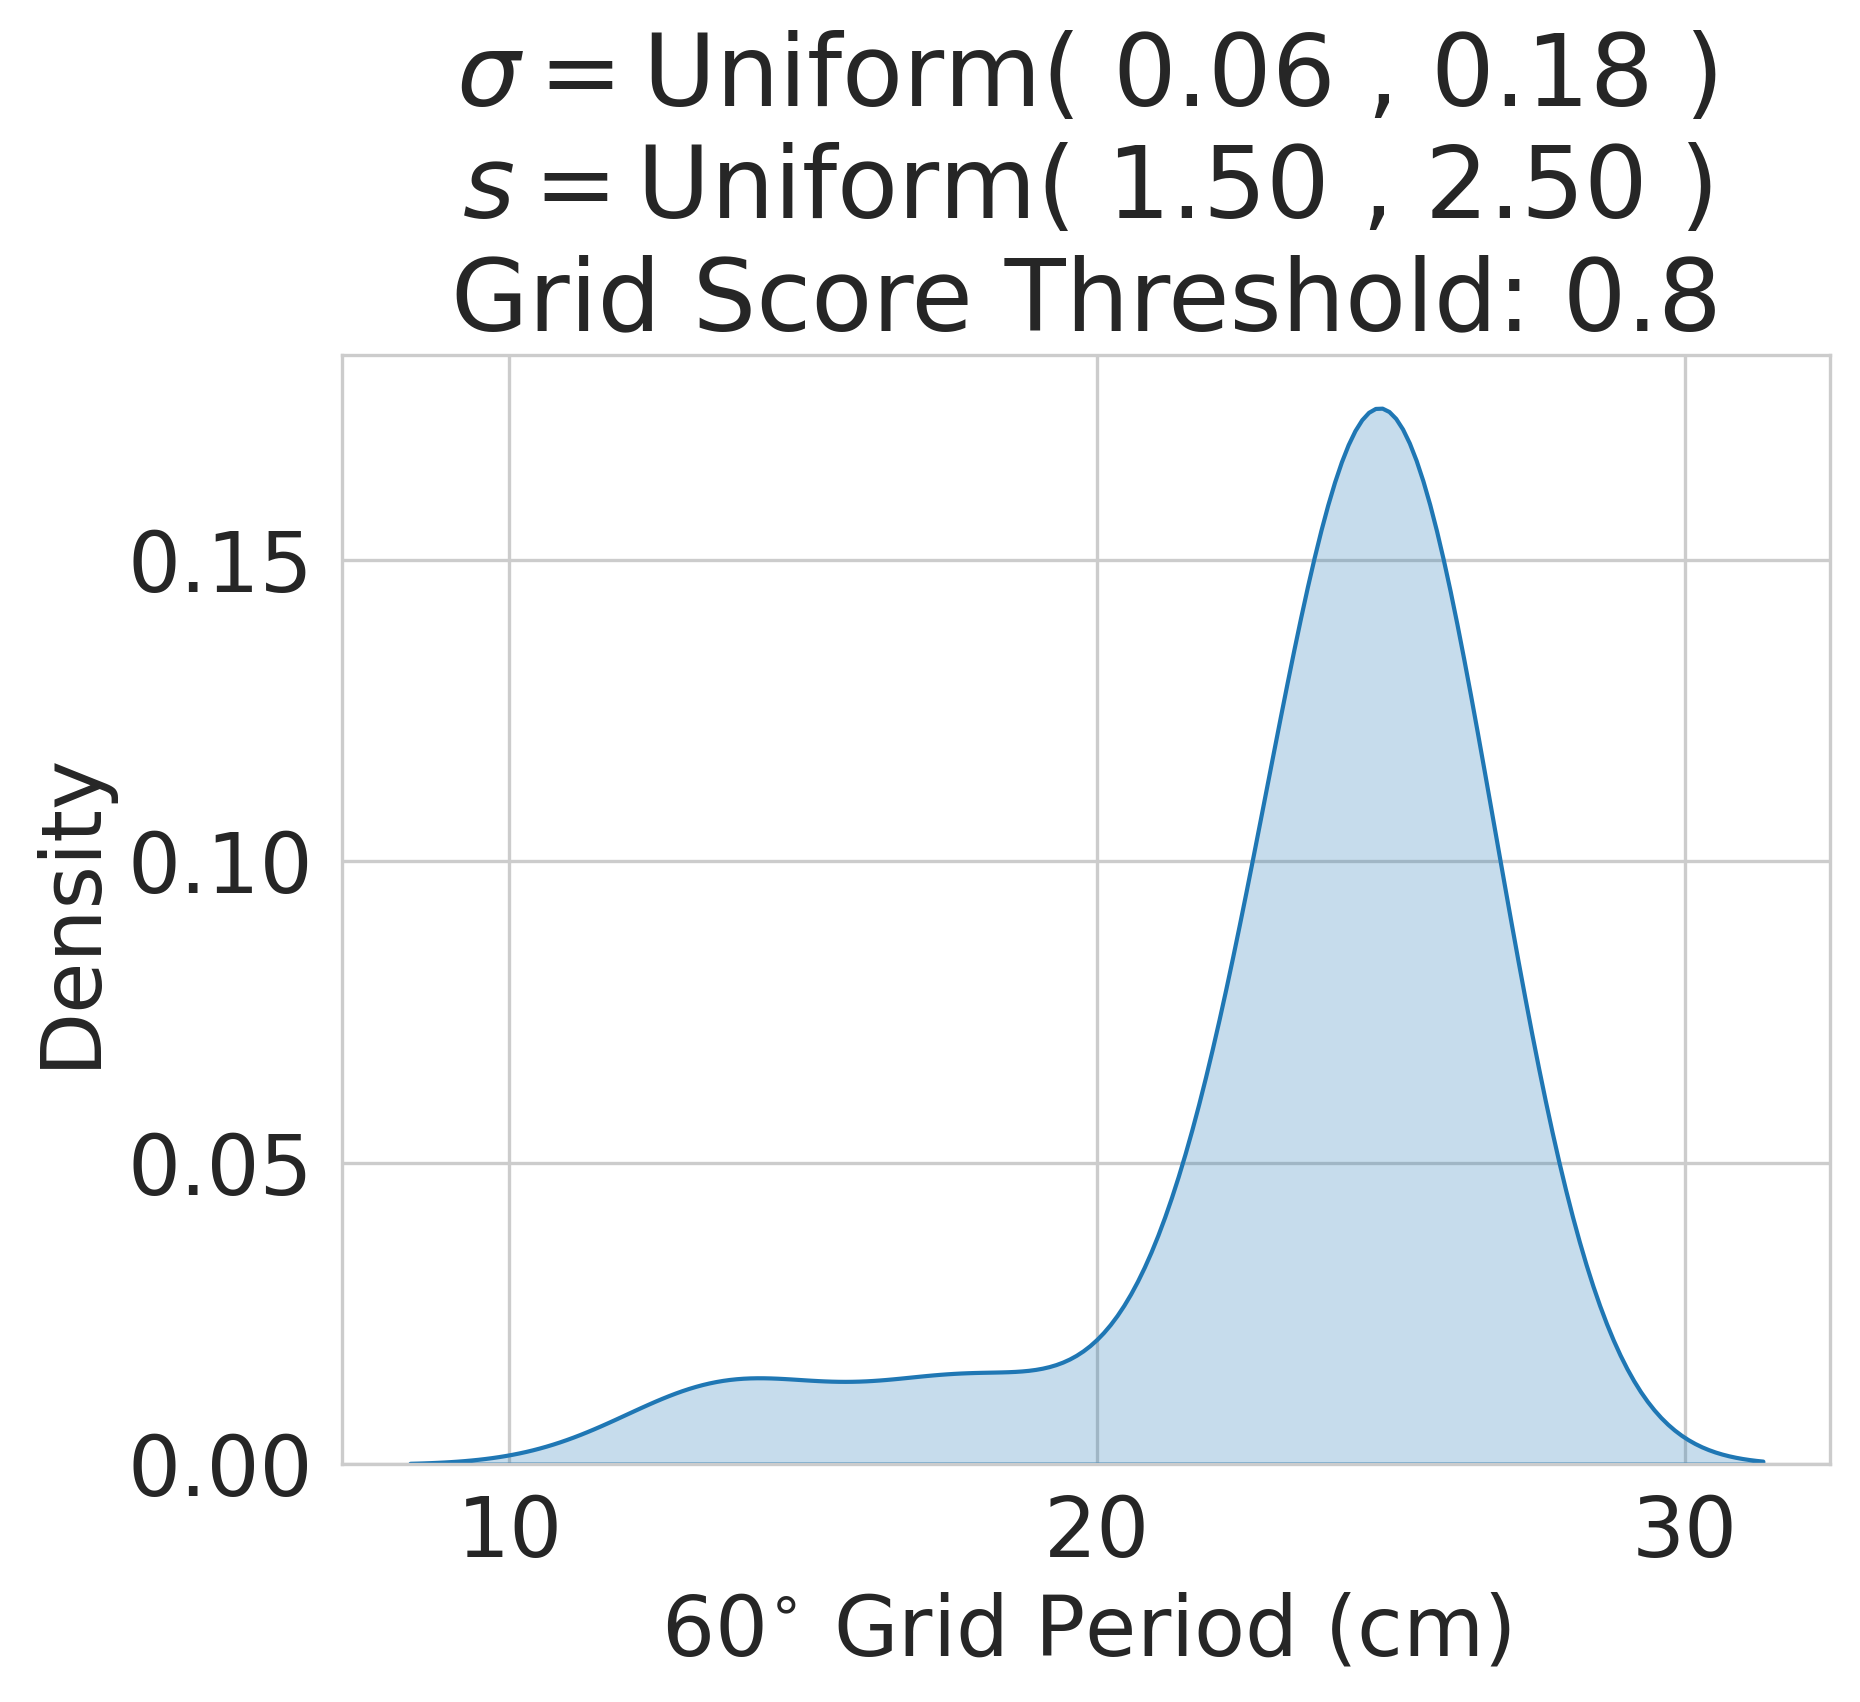 σ = Uniform( 0.06 , 0.18 )
s = Uniform( 1.50 , 2.50 )
Grid Score Threshold: 0.8
Density
0.15
0.10
0.05
0.00
10 20 30
60° Grid Period (cm)